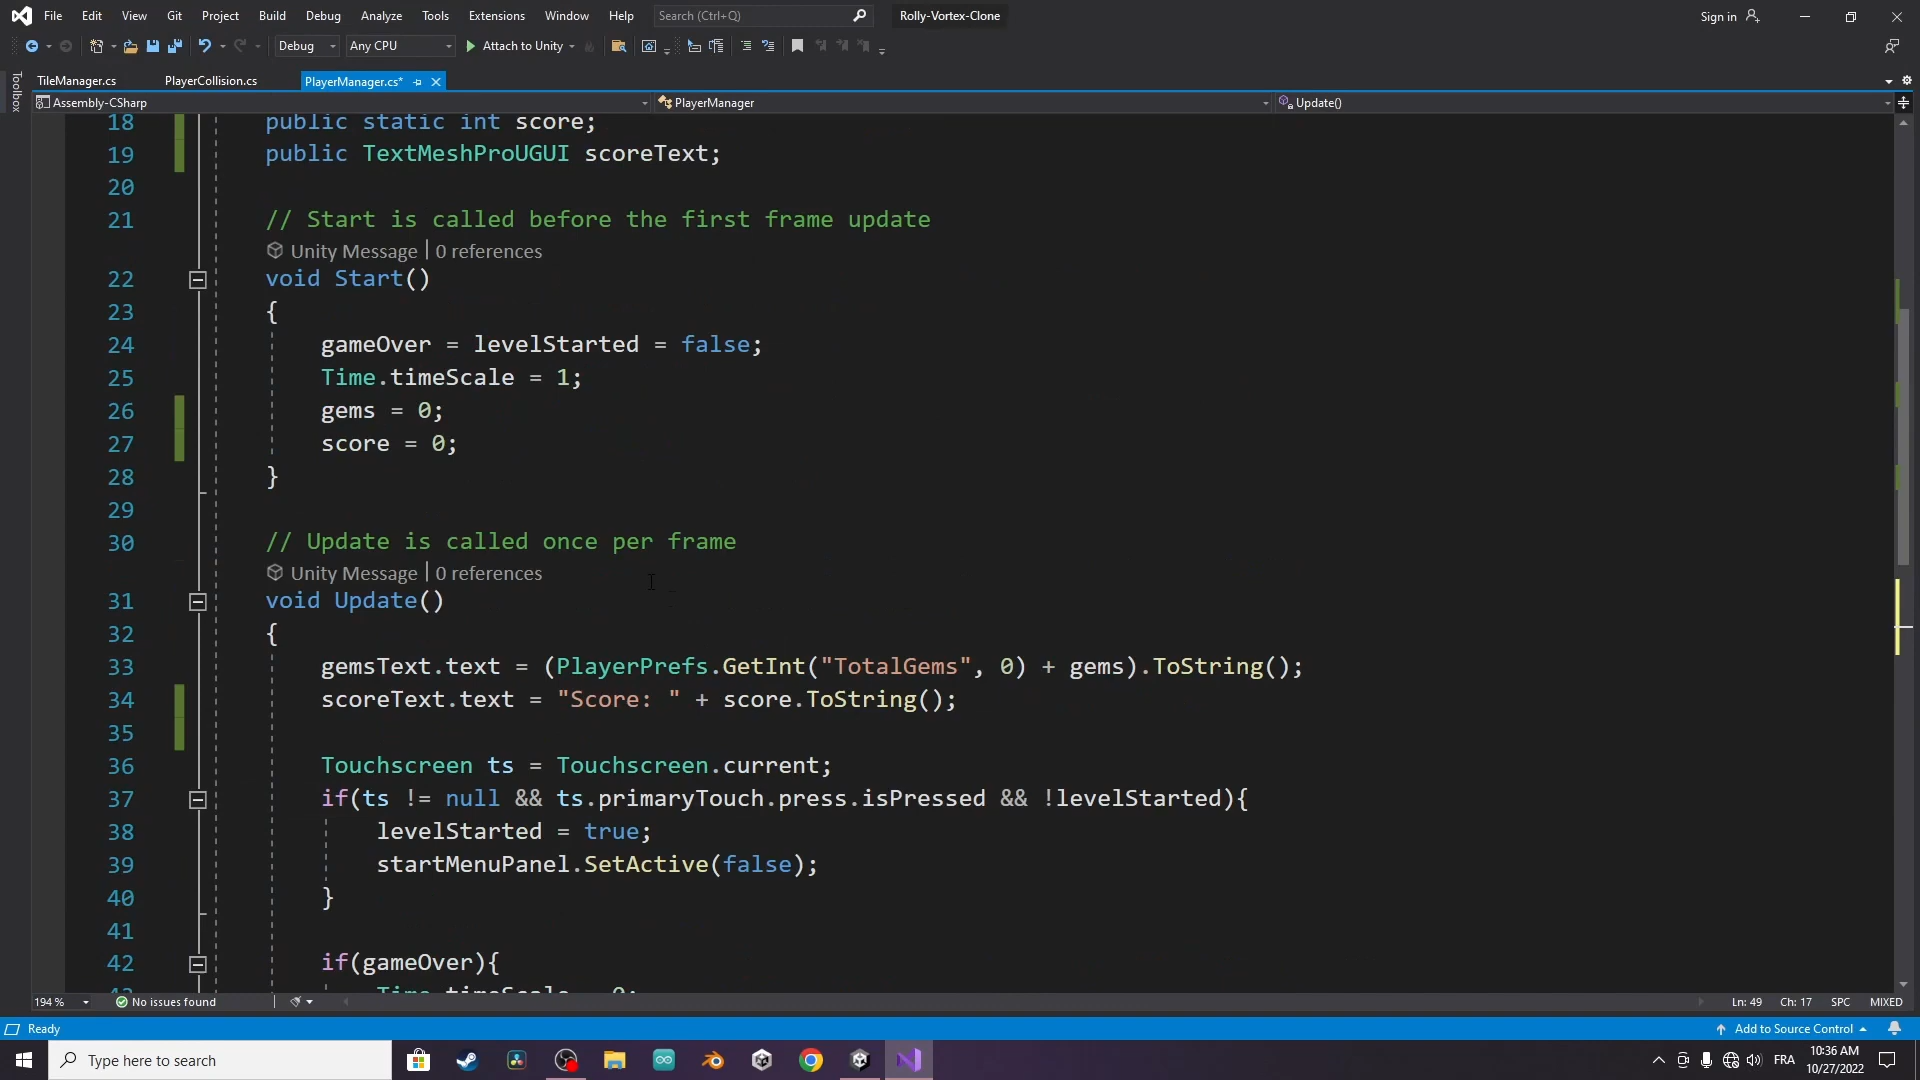 File Edit View Git Project Build Debug Analyze Tools Extensions Window Help Search (Ctrl+Q) Rolly-Vortex-Clone Sign in
Debug Any CPU Attach to Unity
Toolbox
TileManager.cs PlayerCollision.cs PlayerManager.cs*
Assembly-CSharp PlayerManager Update()
18 public static int score;
19 public TextMeshProUGUI scoreText;
20
21 // Start is called before the first frame update
Unity Message | 0 references
22 void Start()
23 {
24 gameOver = levelStarted = false;
25 Time.timeScale = 1;
26 gems = 0;
27 score = 0;
28 }
29
30 // Update is called once per frame
Unity Message | 0 references
31 void Update()
32 {
33 gemsText.text = (PlayerPrefs.GetInt("TotalGems", 0) + gems).ToString();
34 scoreText.text = "Score: " + score.ToString();
35
36 Touchscreen ts = Touchscreen.current;
37 if(ts != null && ts.primaryTouch.press.isPressed && !levelStarted){
38 levelStarted = true;
39 startMenuPanel.SetActive(false);
40 }
41
42 if(gameOver){
43 Time.timeScale = 0;
194 % No issues found Ln: 49 Ch: 17 SPC MIXED
Ready Add to Source Control
Type here to search FRA 10:36 AM
10/27/2022